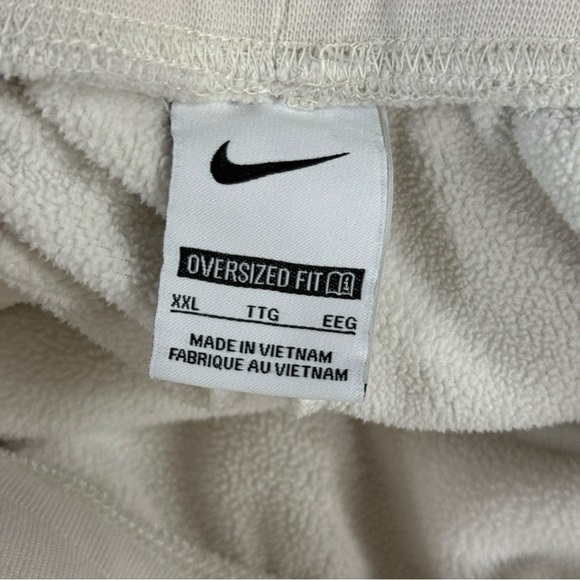 OVERSIZED FIT
XXL TTG EEG
MADE IN VIETNAM
FABRIQUE AU VIETNAM